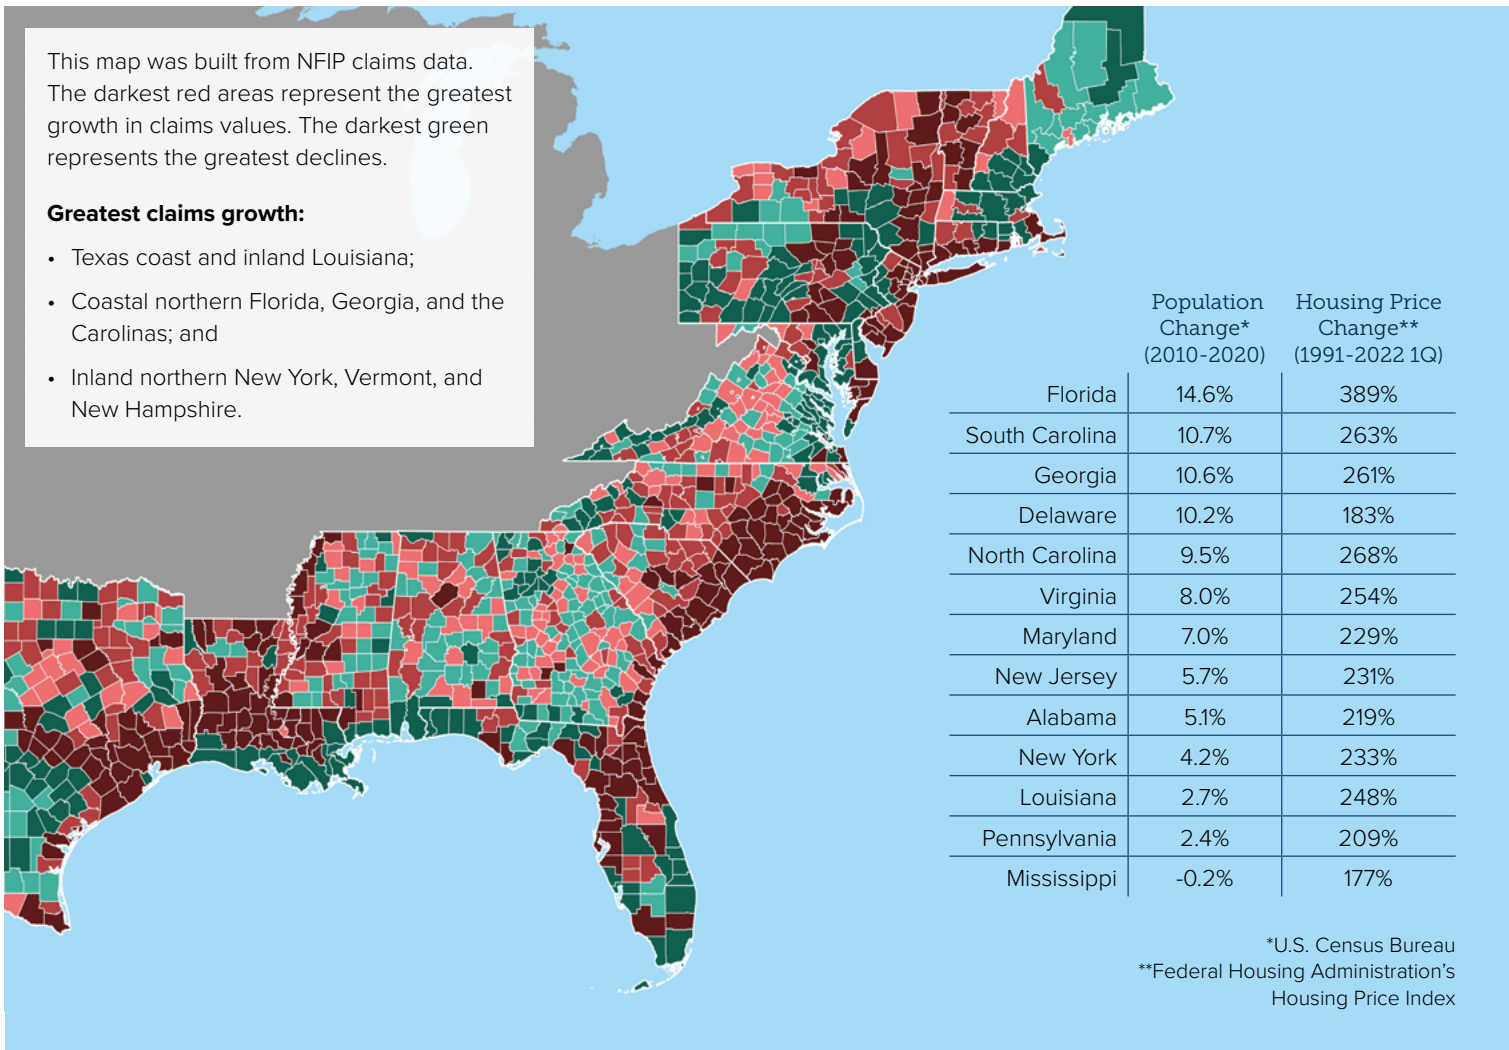 This map was built from NFIP claims data.
The darkest red areas represent the greatest
growth in claims values. The darkest green
represents the greatest declines.
Greatest claims growth:
• Texas coast and inland Louisiana;
• Coastal northern Florida, Georgia, and the
Carolinas; and
• Inland northern New York, Vermont, and
New Hampshire.
Population Housing Price
Change* Change**
(2010-2020) (1991-2022 1Q)
Florida 14.6% 389%
South Carolina 10.7% 263%
Georgia 10.6% 261%
Delaware 10.2% 183%
North Carolina 9.5% 268%
Virginia 8.0% 254%
Maryland 7.0% 229%
New Jersey 5.7% 231%
Alabama 5.1% 219%
New York 4.2% 233%
Louisiana 2.7% 248%
Pennsylvania 2.4% 209%
Mississippi -0.2% 177%
*U.S. Census Bureau
**Federal Housing Administration's
Housing Price Index